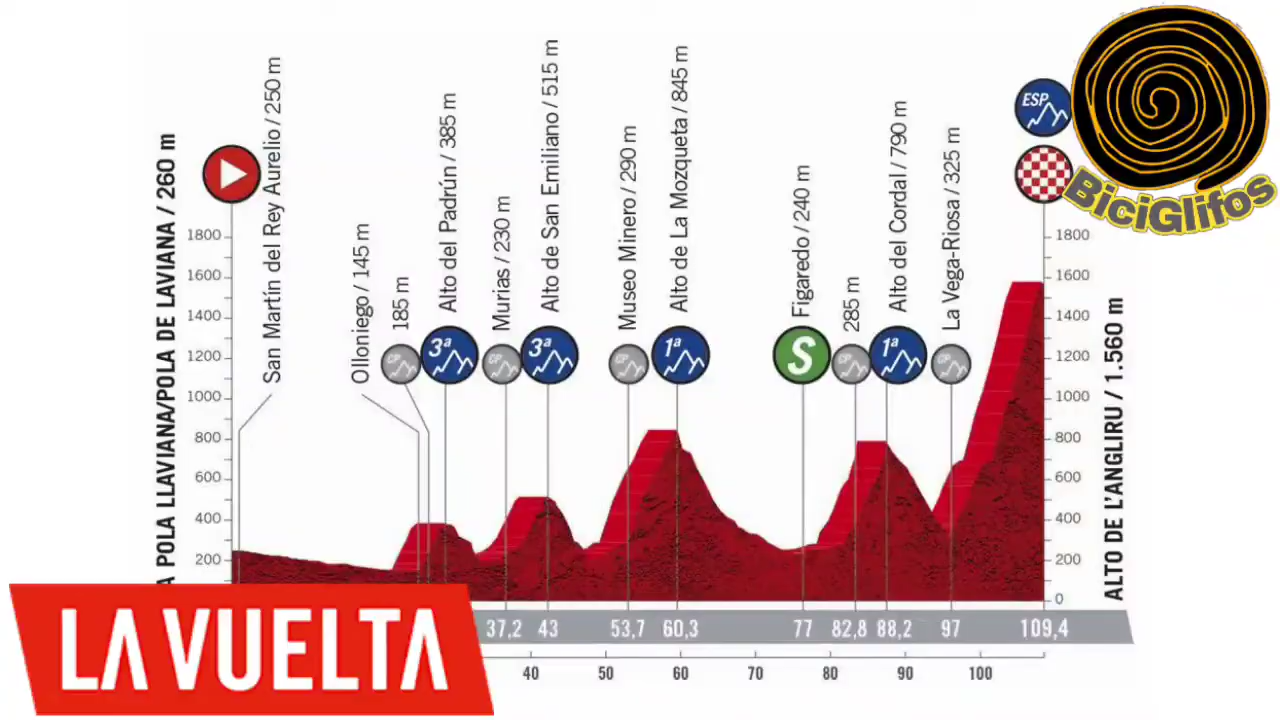 BiciGlifos
ESP
A POLA LLAVIANA/POLA DE LAVIANA / 260 m
San Martín del Rey Aurelio / 250 m
Olloniego / 145 m
185 m
Alto del Padrún / 385 m
Murias / 230 m
Alto de San Emiliano / 515 m
Museo Minero / 290 m
Alto de La Mozqueta / 845 m
Figaredo / 240 m
285 m
Alto del Cordal / 790 m
La Vega-Riosa / 325 m
ALTO DE L'ANGLIRU / 1.560 m
CP
3ª
CP
3ª
CP
1ª
S
CP
1ª
CP
1800
1600
1400
1200
1000
800
600
400
200
1800
1600
1400
1200
1000
800
600
400
200
0
37,2 43 53,7 60,3 77 82,8 88,2 97 109,4
40 50 60 70 80 90 100
LA VUELTA